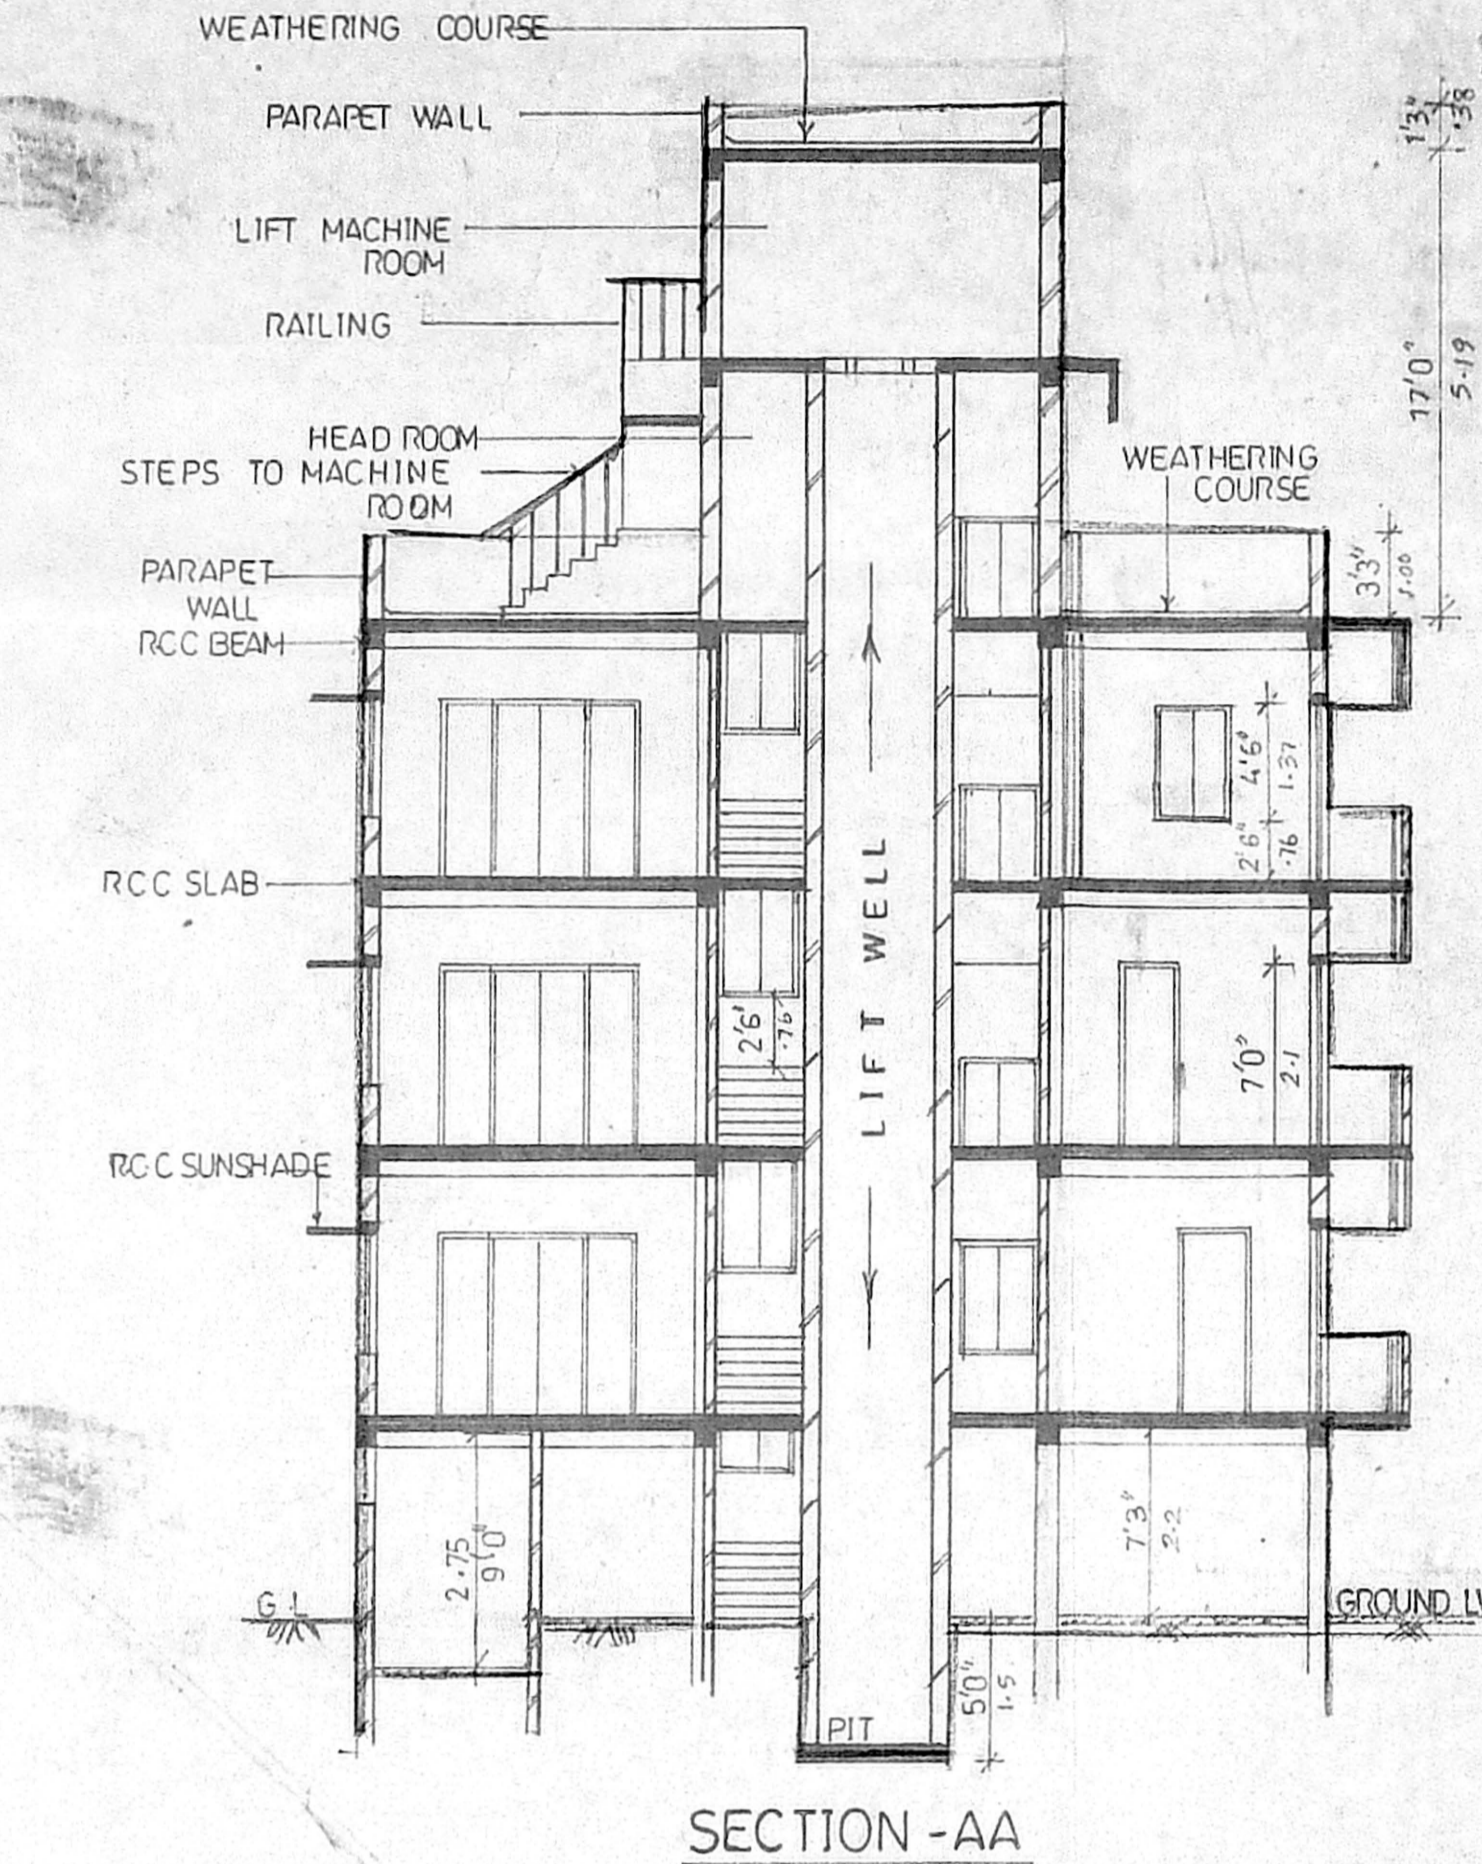 WEATHERING COURSE
PARAPET WALL
1'3"
.38
LIFT MACHINE
ROOM
RAILING
17'0"
5.19
HEAD ROOM
STEPS TO MACHINE
ROOM
WEATHERING
COURSE
PARAPET
WALL
3'3"
1.00
RCC BEAM
4'6"
1.37
2'6"
.76
RCC SLAB
LIFT WELL
2'6"
.76
7'0"
2.1
RCC SUNSHADE
2.75
9'0"
7'3"
2.2
G.L
GROUND LV
5'0"
1.5
PIT
SECTION -AA